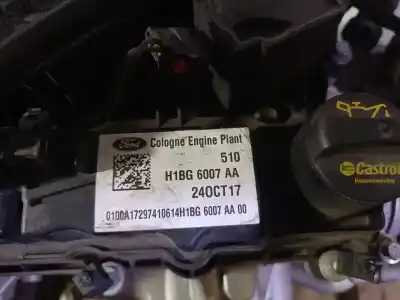 Ford
Cologne Engine Plant
510
H1BG 6007 AA
24OCT17
0100A17297410614H1BG 6007 AA 00
Castrol